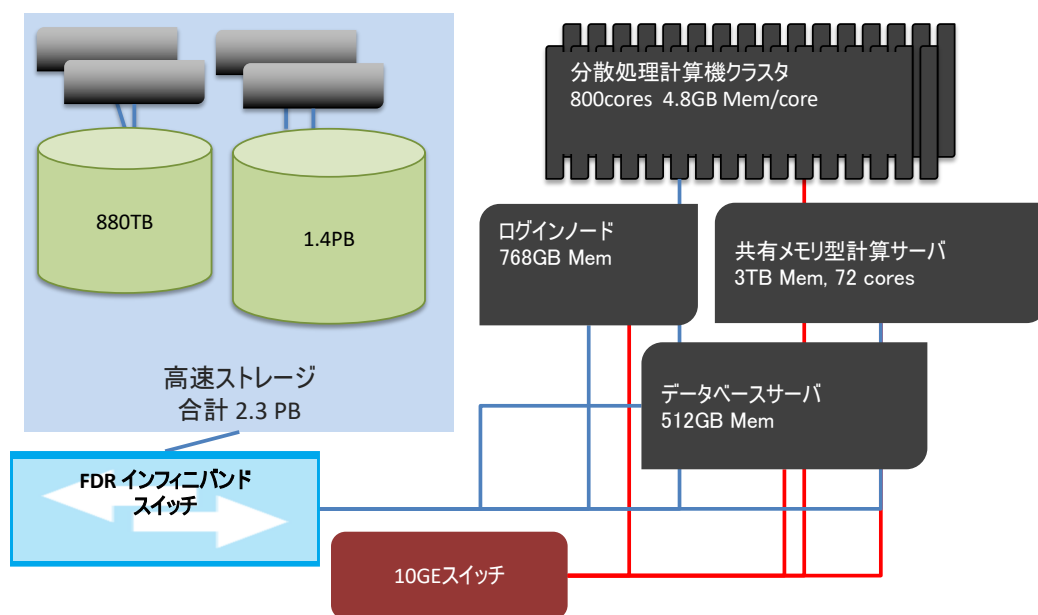 880TB
1.4PB
高速ストレージ
合計 2.3 PB
FDR インフィニバンド
スイッチ
分散処理計算機クラスタ
800cores 4.8GB Mem/core
ログインノード
768GB Mem
共有メモリ型計算サーバ
3TB Mem, 72 cores
データベースサーバ
512GB Mem
10GEスイッチ